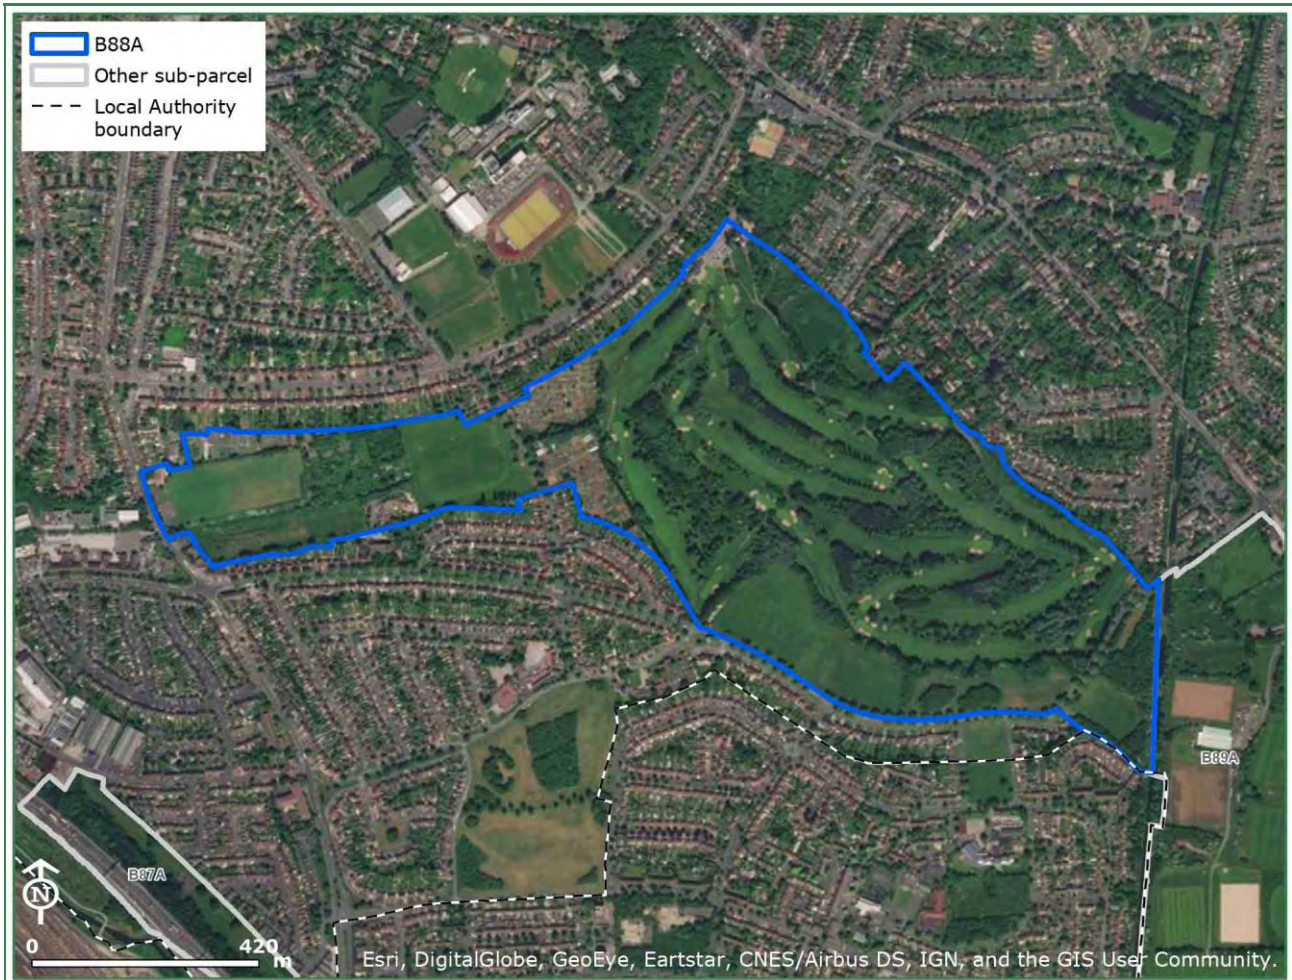 B88A
Other sub-parcel
Local Authority
boundary
B89A
B87A
N
0 420
m
Esri, DigitalGlobe, GeoEye, Eartstar, CNES/Airbus DS, IGN, and the GIS User Community.